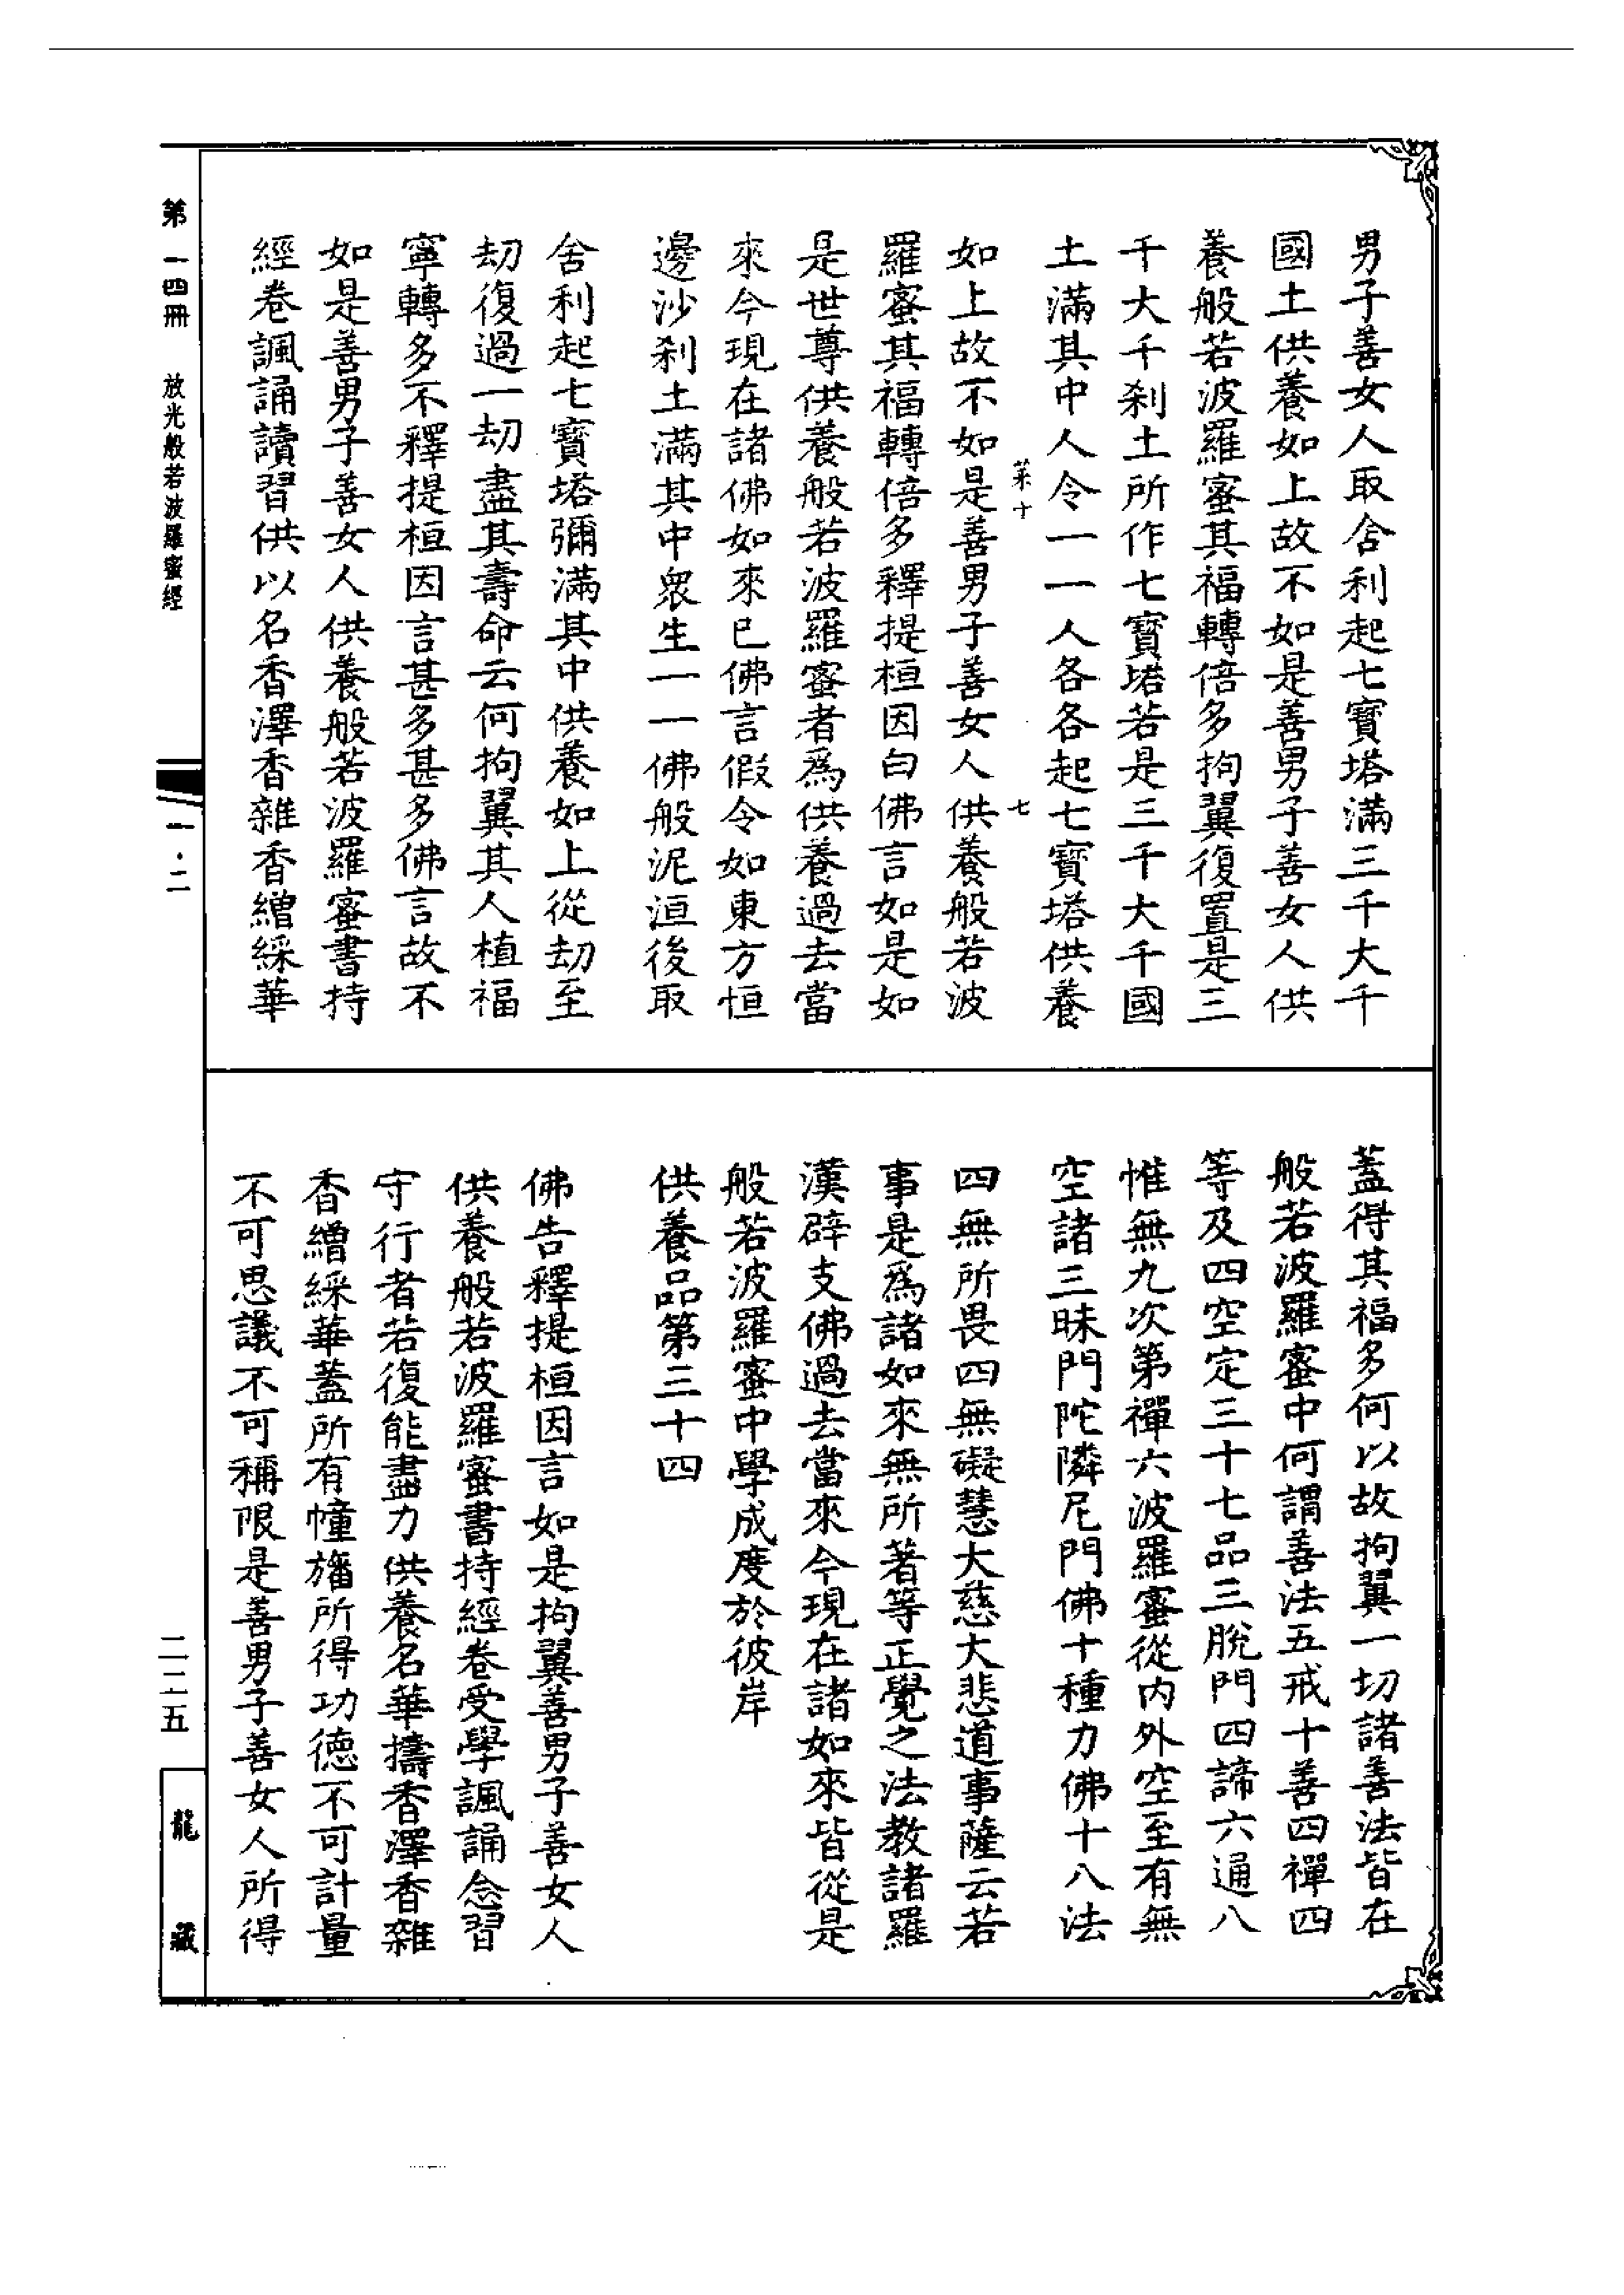 男子善女人取舍利起七寶塔滿三千大千
國土供養如上故不如是善男子善女人供
養般若波羅蜜其福轉倍多拘翼復置是三
千大千剎土所作七寶塔若是三千大千國
土滿其中人令一一人各各起七寶塔供養
菜十 七
如上故不如是善男子善女人供養般若波
羅蜜其福轉倍多釋提桓因白佛言如是如
是世尊供養般若波羅蜜者爲供養過去當
來今現在諸佛如來已佛言假令如東方恒
邊沙剎土滿其中衆生一一佛般泥洹後取
舍利起七寶塔彌滿其中供養如上從劫至
劫復過一劫盡其壽命云何拘翼其人植福
寧轉多不釋提桓因言甚多甚多佛言故不
如是善男子善女人供養般若波羅蜜書持
經卷諷誦讀習供以名香澤香雜香繒綵華
蓋得其福多何以故拘翼一切諸善法皆在
般若波羅蜜中何謂善法五戒十善四禪四
等及四空定三十七品三脫門四諦六通八
惟無九次第禪六波羅蜜從內外空至有無
空諸三昧門陀隣尼門佛十種力佛十八法
四無所畏四無礙慧大慈大悲道事薩云若
事是爲諸如來無所著等正覺之法教諸羅
漢辟支佛過去當來今現在諸如來皆從是
般若波羅蜜中學成度於彼岸
供養品第三十四
佛告釋提桓因言如是拘翼善男子善女人
供養般若波羅蜜書持經卷受學諷誦念習
守行者若復能盡力供養名華擣香澤香雜
香繒綵華蓋所有幢旛所得功德不可計量
不可思議不可稱限是善男子善女人所得
第一四冊 放光般若波羅蜜經
一·二
二二五
龍藏